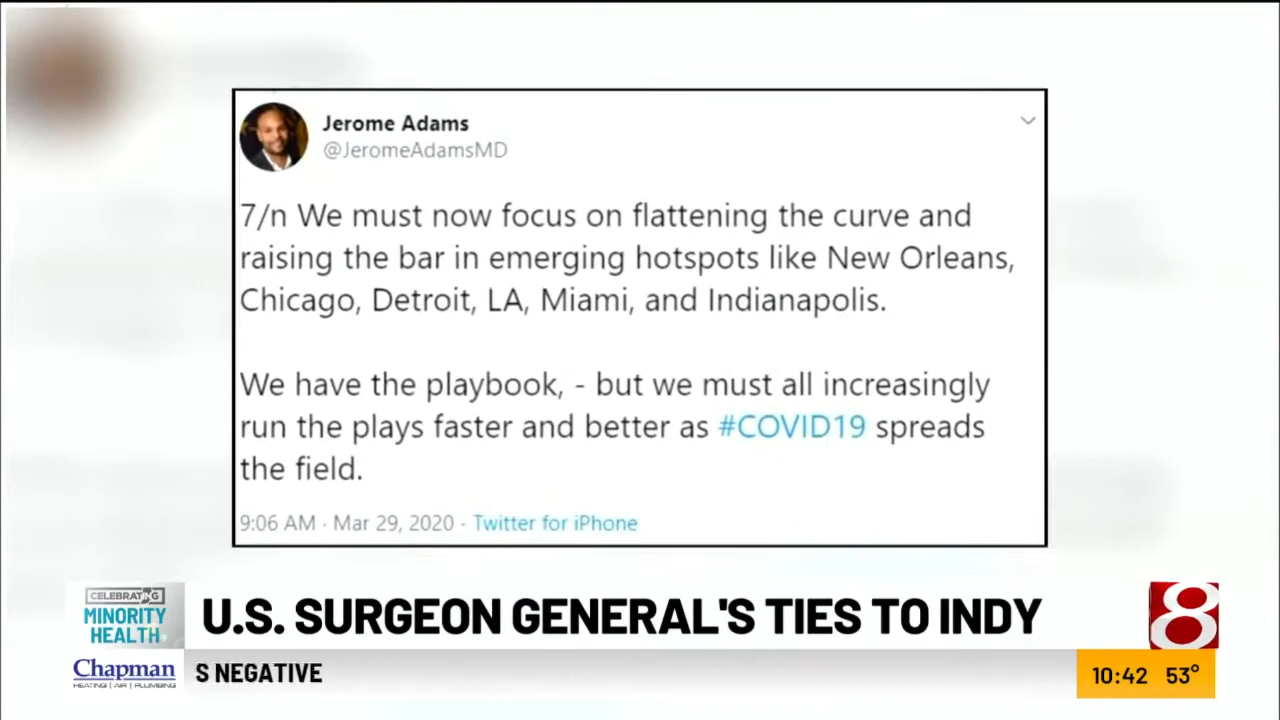 Jerome Adams
@JeromeAdamsMD
7/n We must now focus on flattening the curve and
raising the bar in emerging hotspots like New Orleans,
Chicago, Detroit, LA, Miami, and Indianapolis.
We have the playbook, - but we must all increasingly
run the plays faster and better as #COVID19 spreads
the field.
9:06 AM · Mar 29, 2020 · Twitter for iPhone
CELEBRATING
MINORITY
HEALTH
U.S. SURGEON GENERAL'S TIES TO INDY
8
Chapman
HEATING | AIR | PLUMBING
S NEGATIVE
10:42 53°